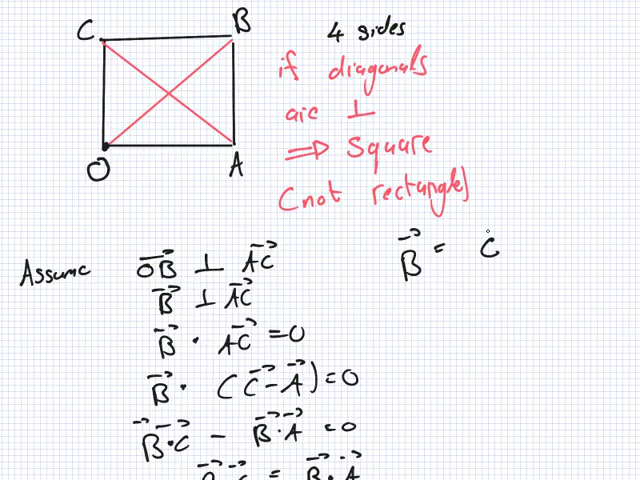 C B
4 sides
if diagonals
are ⊥
⇒ Square
(not rectangle)
O A
Assume OB⃗ ⊥ AC⃗
B⃗ ⊥ AC⃗
B⃗ · AC⃗ = 0
B⃗ · (C⃗ - A⃗) = 0
B⃗ · C⃗ - B⃗ · A⃗ = 0
B⃗ · C⃗ = B⃗ · A⃗
B⃗ = C